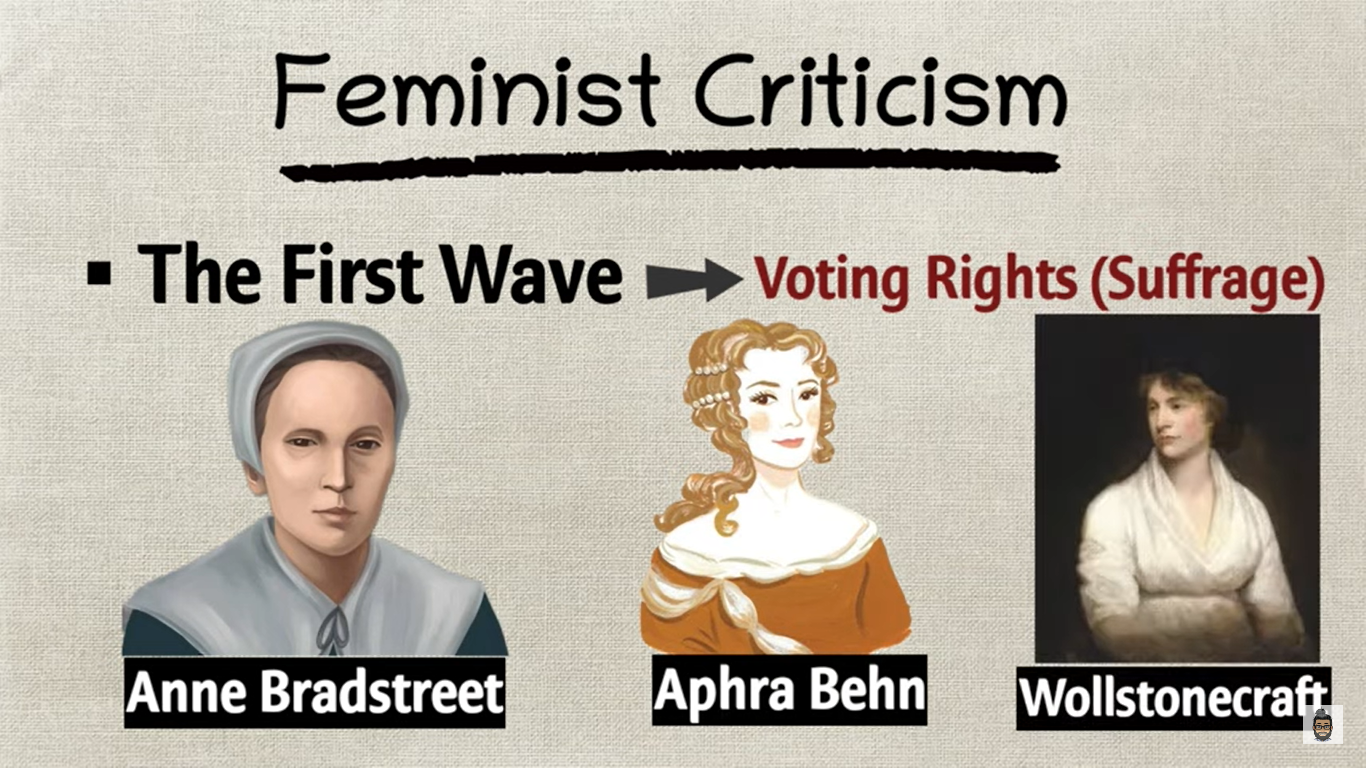 Feminist Criticism
▪ The First Wave ➡ Voting Rights (Suffrage)
Anne Bradstreet
Aphra Behn
Wollstonecraft